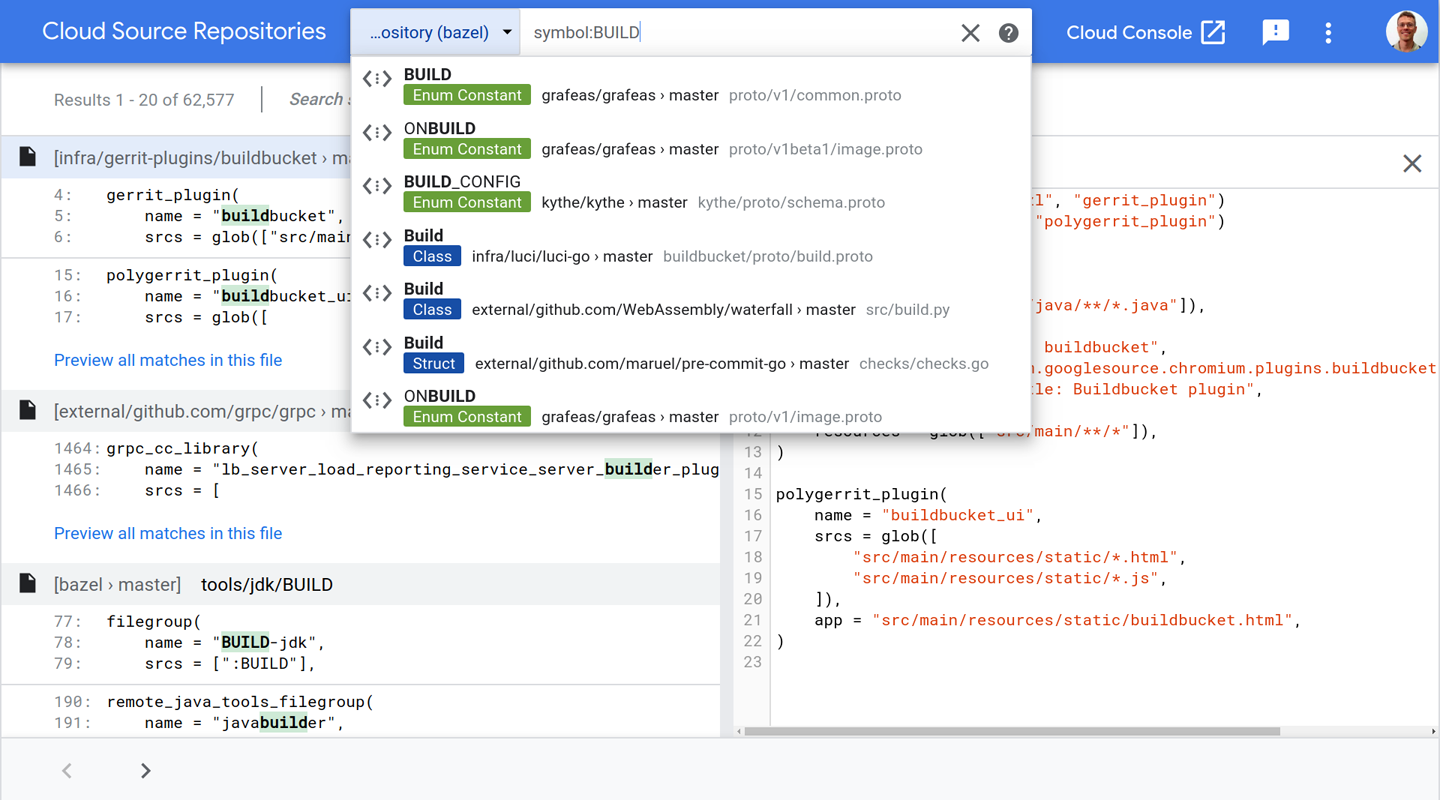 Cloud Source Repositories
...ository (bazel)
symbol:BUILD
Cloud Console
BUILD
Enum Constant grafeas/grafeas › master proto/v1/common.proto
ONBUILD
Enum Constant grafeas/grafeas › master proto/v1beta1/image.proto
BUILD_CONFIG
Enum Constant kythe/kythe › master kythe/proto/schema.proto
Build
Class infra/luci/luci-go › master buildbucket/proto/build.proto
Build
Class external/github.com/WebAssembly/waterfall › master src/build.py
Build
Struct external/github.com/maruel/pre-commit-go › master checks/checks.go
ONBUILD
Enum Constant grafeas/grafeas › master proto/v1/image.proto
Results 1 - 20 of 62,577
Search
[infra/gerrit-plugins/buildbucket ›
4: gerrit_plugin(
5: name = "buildbucket",
6: srcs = glob(["src/main
15: polygerrit_plugin(
16: name = "buildbucket_ui
17: srcs = glob([
Preview all matches in this file
[external/github.com/grpc/grpc ›
1464: grpc_cc_library(
1465: name = "lb_server_load_reporting_service_server_builder_plug
1466: srcs = [
Preview all matches in this file
[bazel › master] tools/jdk/BUILD
77: filegroup(
78: name = "BUILD-jdk",
79: srcs = [":BUILD"],
190: remote_java_tools_filegroup(
191: name = "javabuilder",
", "gerrit_plugin")
"polygerrit_plugin")
java/**/*.java"]),
buildbucket",
.googlesource.chromium.plugins.buildbucket
le: Buildbucket plugin",
12 resources = glob(["src/main/**/*"]),
13 )
14
15 polygerrit_plugin(
16 name = "buildbucket_ui",
17 srcs = glob([
18 "src/main/resources/static/*.html",
19 "src/main/resources/static/*.js",
20 ]),
21 app = "src/main/resources/static/buildbucket.html",
22 )
23